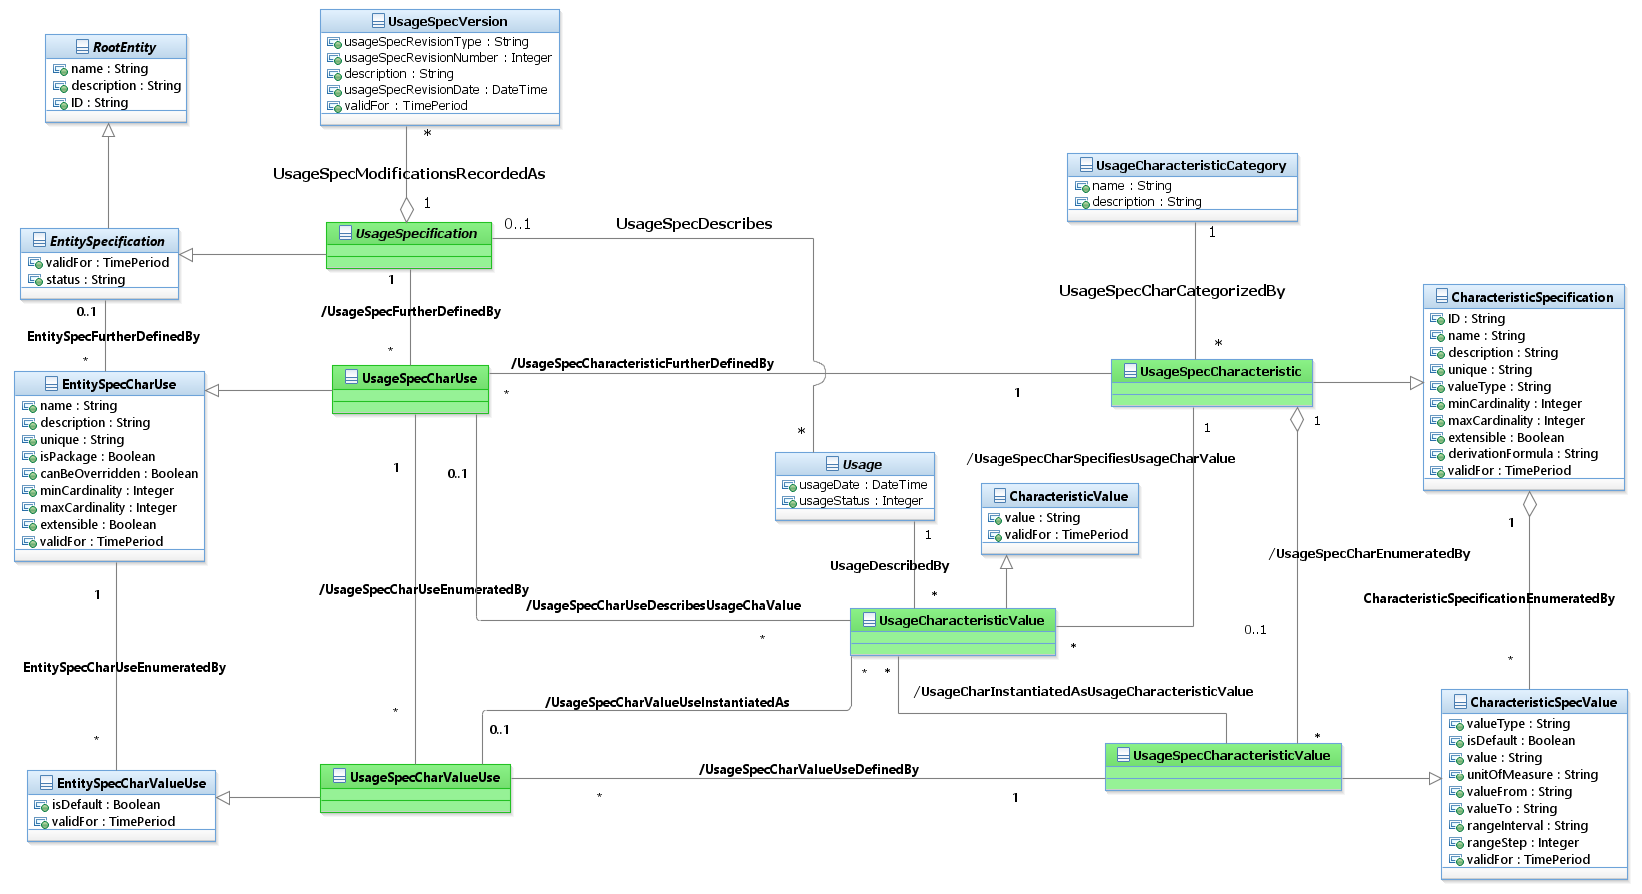 UsageSpecVersion
usageSpecRevisionType : String
usageSpecRevisionNumber : Integer
description : String
usageSpecRevisionDate : DateTime
validFor : TimePeriod
RootEntity
name : String
description : String
ID : String
*
UsageSpecModificationsRecordedAs
1
UsageCharacteristicCategory
name : String
description : String
1
UsageSpecCharCategorizedBy
*
EntitySpecification
validFor : TimePeriod
status : String
UsageSpecification
0..1
UsageSpecDescribes
*
1
/UsageSpecFurtherDefinedBy
*
0..1
EntitySpecFurtherDefinedBy
*
CharacteristicSpecification
ID : String
name : String
description : String
unique : String
valueType : String
minCardinality : Integer
maxCardinality : Integer
extensible : Boolean
derivationFormula : String
validFor : TimePeriod
EntitySpecCharUse
name : String
description : String
unique : String
isPackage : Boolean
canBeOverridden : Boolean
minCardinality : Integer
maxCardinality : Integer
extensible : Boolean
validFor : TimePeriod
UsageSpecCharUse
/UsageSpecCharacteristicFurtherDefinedBy
*
1
UsageSpecCharacteristic
1
1
/UsageSpecCharSpecifiesUsageCharValue
*
1
0..1
Usage
usageDate : DateTime
usageStatus : Integer
1
UsageDescribedBy
*
CharacteristicValue
value : String
validFor : TimePeriod
/UsageSpecCharEnumeratedBy
0..1
*
1
CharacteristicSpecificationEnumeratedBy
*
1
EntitySpecCharUseEnumeratedBy
*
/UsageSpecCharUseEnumeratedBy
*
/UsageSpecCharUseDescribesUsageChaValue
*
UsageCharacteristicValue
*
*
/UsageCharInstantiatedAsUsageCharacteristicValue
/UsageSpecCharValueUseInstantiatedAs
0..1
EntitySpecCharValueUse
isDefault : Boolean
validFor : TimePeriod
UsageSpecCharValueUse
/UsageSpecCharValueUseDefinedBy
*
1
UsageSpecCharacteristicValue
CharacteristicSpecValue
valueType : String
isDefault : Boolean
value : String
unitOfMeasure : String
valueFrom : String
valueTo : String
rangeInterval : String
rangeStep : Integer
validFor : TimePeriod